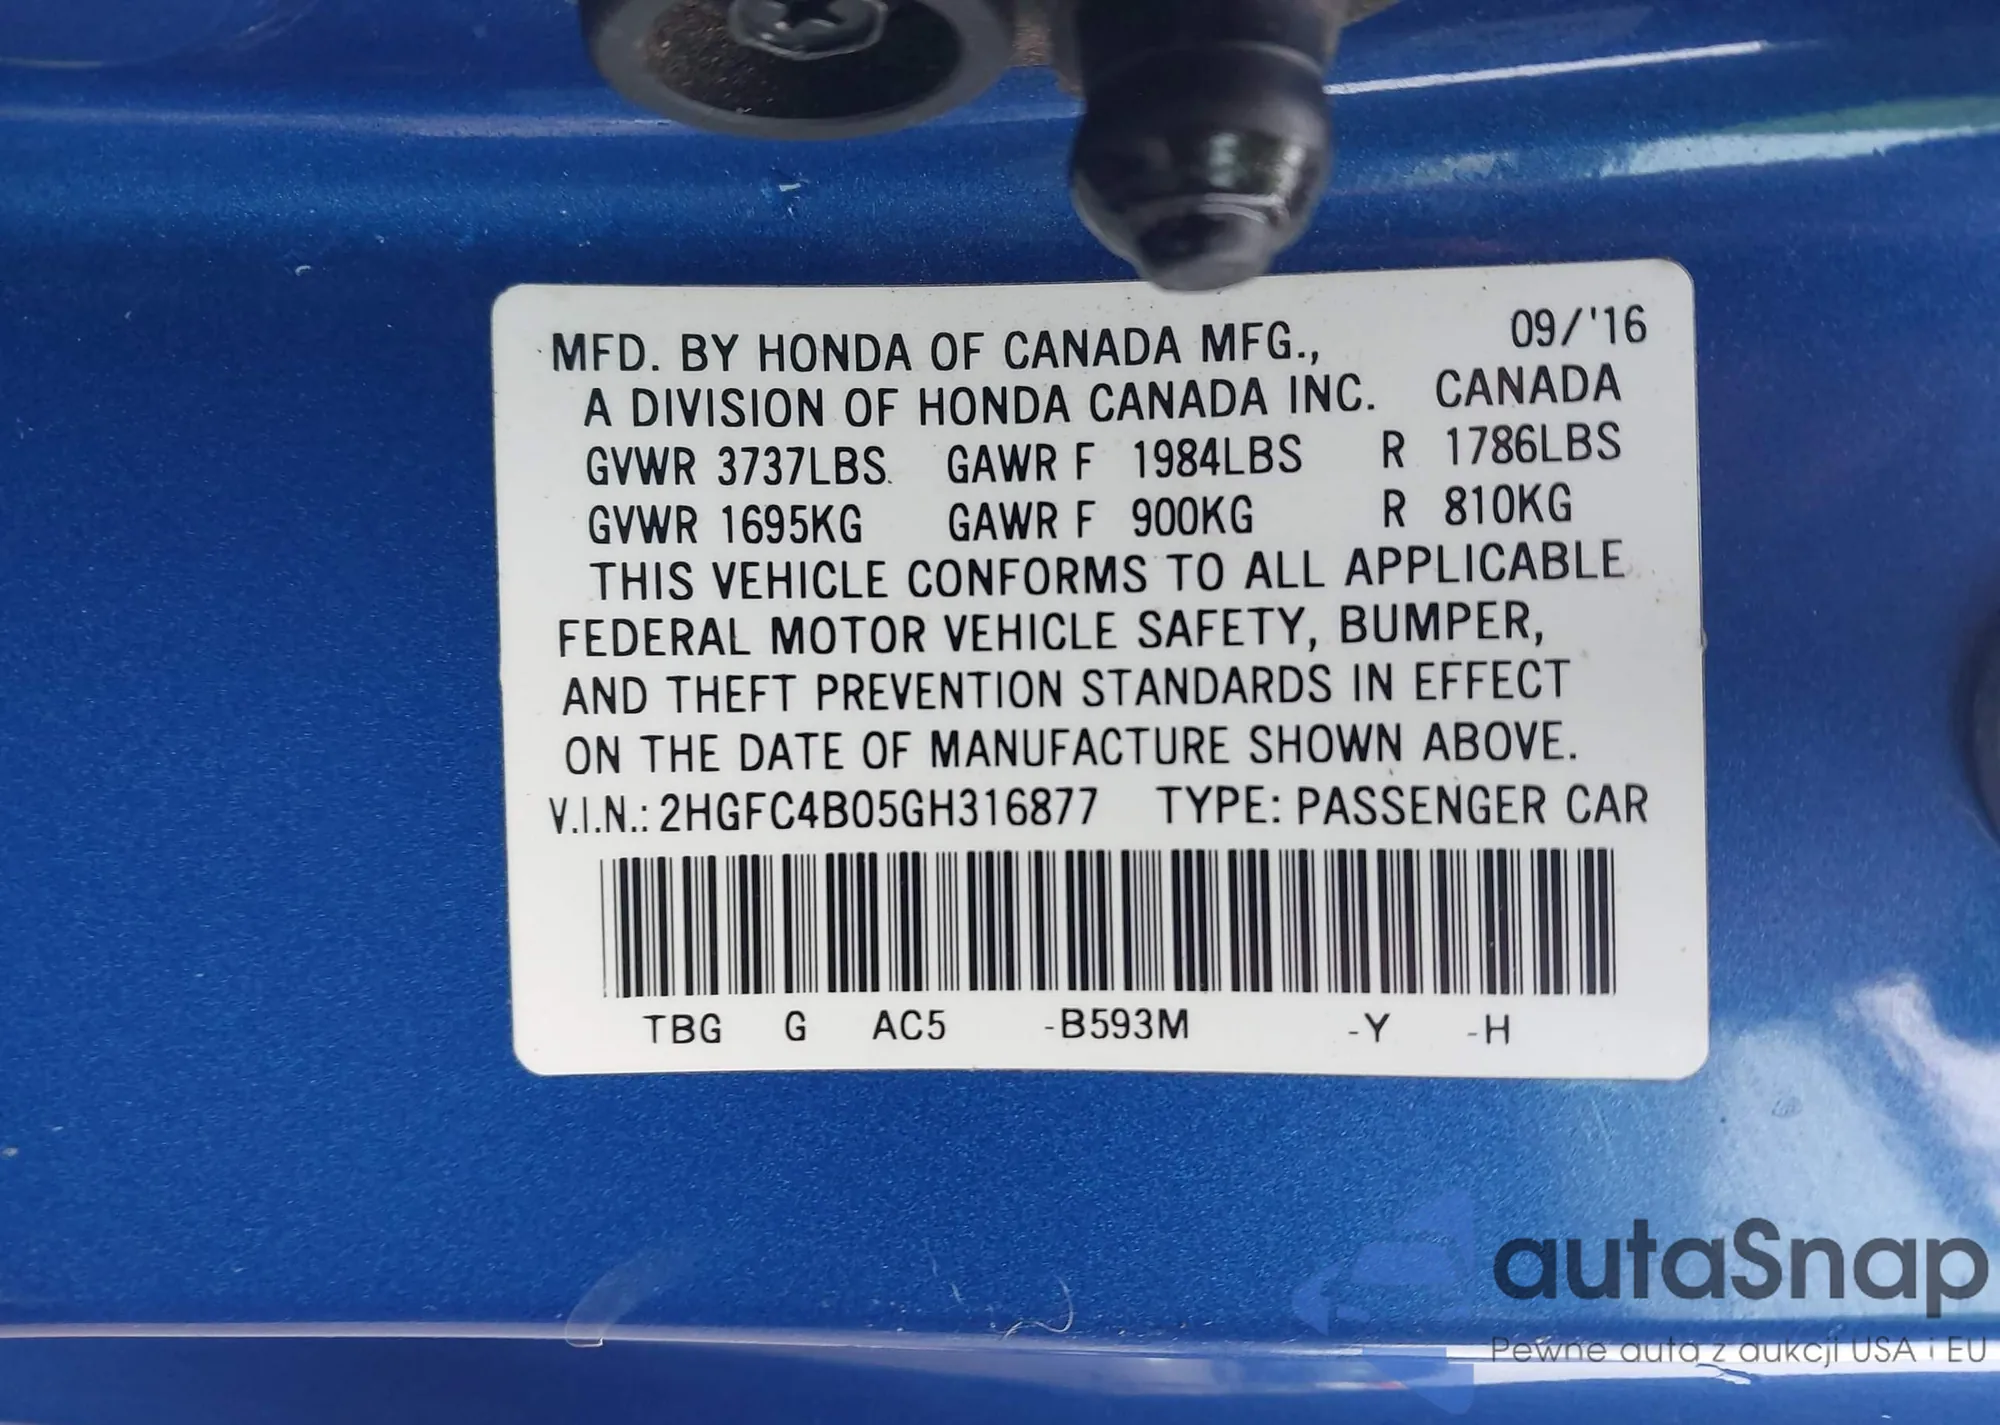 MFD. BY HONDA OF CANADA MFG., 09/'16
A DIVISION OF HONDA CANADA INC. CANADA
GVWR 3737LBS. GAWR F 1984LBS R 1786LBS
GVWR 1695KG GAWR F 900KG R 810KG
THIS VEHICLE CONFORMS TO ALL APPLICABLE
FEDERAL MOTOR VEHICLE SAFETY, BUMPER,
AND THEFT PREVENTION STANDARDS IN EFFECT
ON THE DATE OF MANUFACTURE SHOWN ABOVE.
V.I.N.: 2HGFC4B05GH316877 TYPE: PASSENGER CAR
TBG G AC5 -B593M -Y -H
autaSnap
Pewne auta z aukcji USA i EU